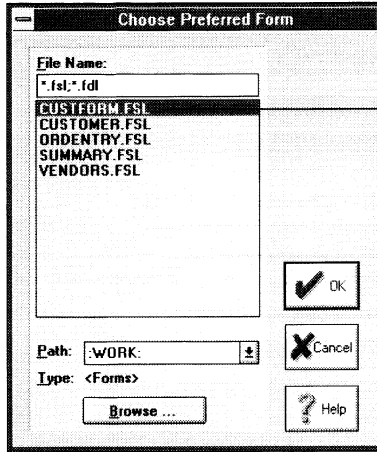 Choose Preferred Form
File Name:
*.fsl;*.fdl
CUSTFORM.FSL
CUSTOMER.FSL
ORDENTRY.FSL
SUMMARY.FSL
VENDORS.FSL
OK
Path: :WORK:
Cancel
Type: <Forms>
Browse ...
? Help